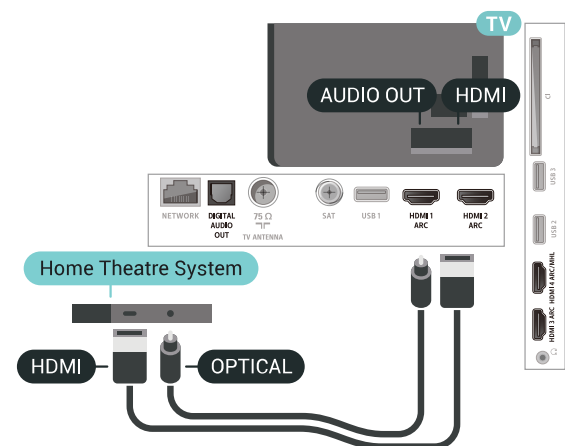 TV
AUDIO OUT
HDMI
CI
USB 3
USB 2
HDMI 4 ARC/MHL
HDMI 3 ARC
NETWORK
DIGITAL
AUDIO
OUT
75 Ω
TV ANTENNA
SAT
USB 1
HDMI 1
ARC
HDMI 2
ARC
Home Theatre System
HDMI
OPTICAL